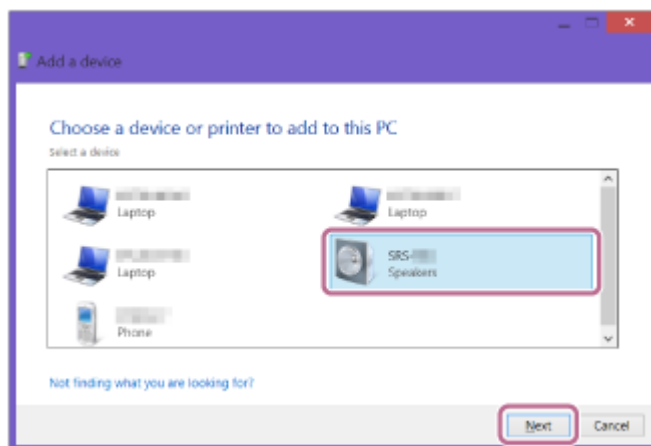 Add a device
Choose a device or printer to add to this PC
Select a device
Laptop
Laptop
Laptop
SRS-
Speakers
Phone
Not finding what you are looking for?
Next
Cancel